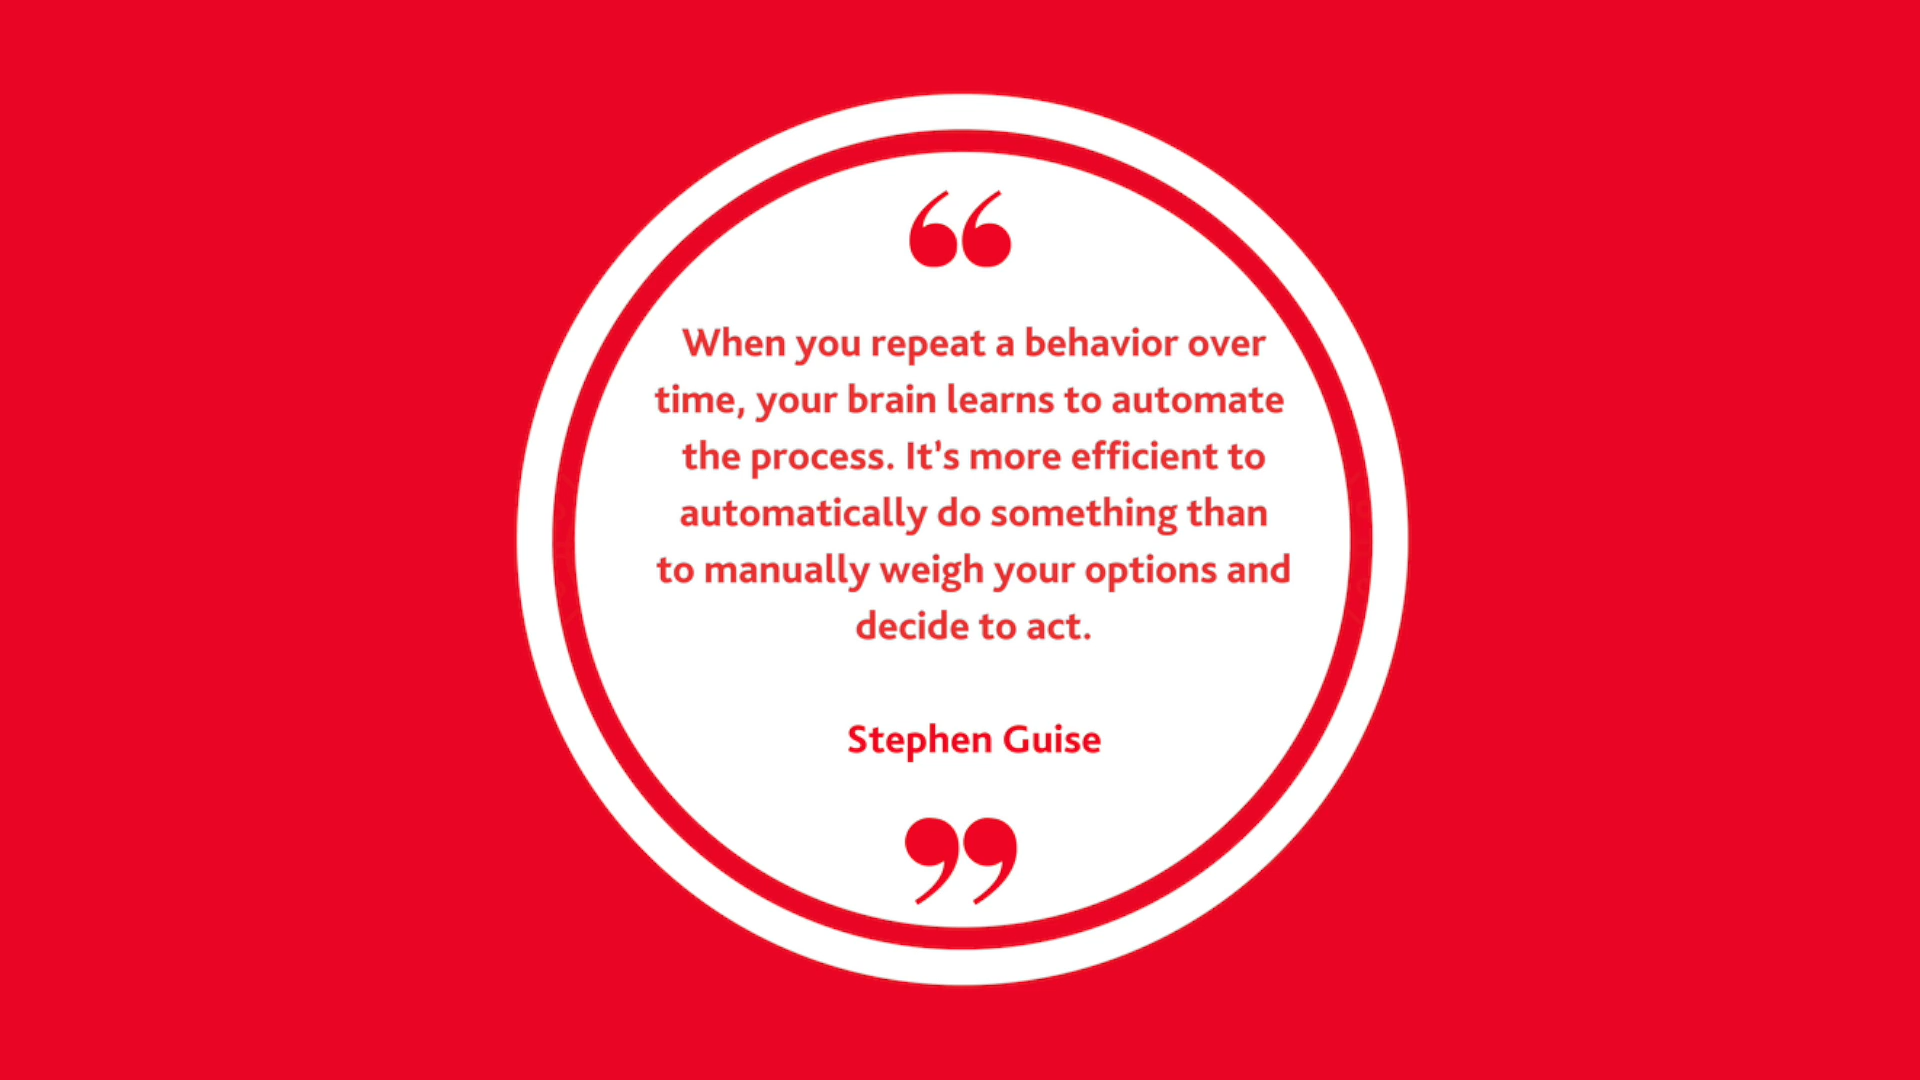 “
When you repeat a behavior over
time, your brain learns to automate
the process. It's more efficient to
automatically do something than
to manually weigh your options and
decide to act.
Stephen Guise
”